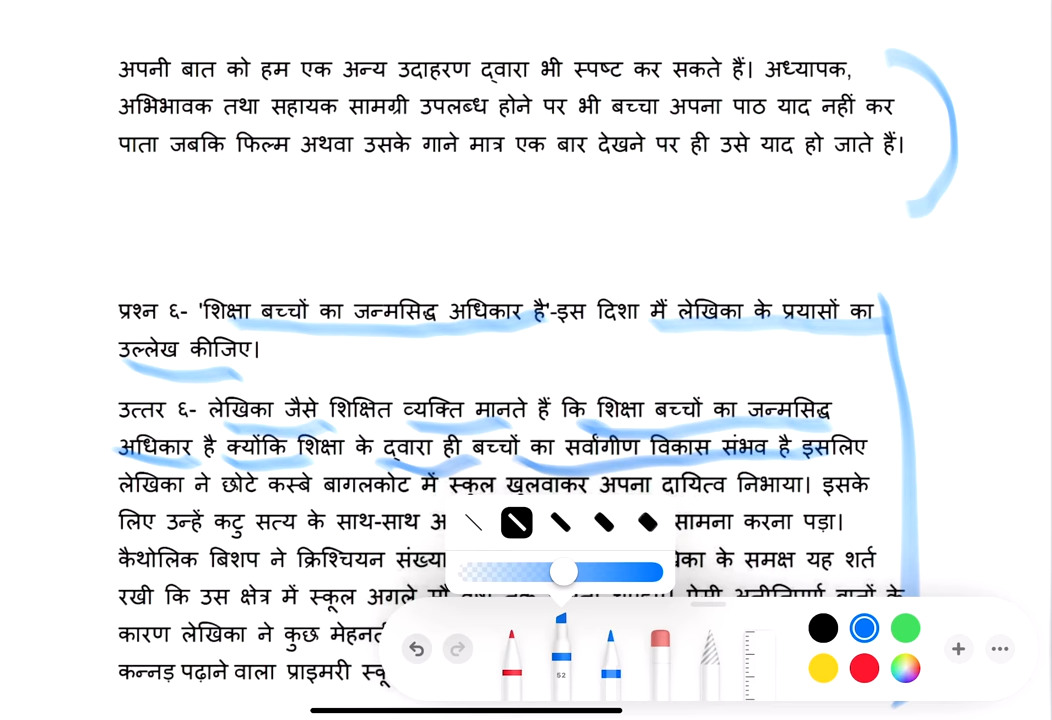 अपनी बात को हम एक अन्य उदाहरण द्वारा भी स्पष्ट कर सकते हैं। अध्यापक,
अभिभावक तथा सहायक सामग्री उपलब्ध होने पर भी बच्चा अपना पाठ याद नहीं कर
पाता जबकि फिल्म अथवा उसके गाने मात्र एक बार देखने पर ही उसे याद हो जाते हैं।
प्रश्न ६- 'शिक्षा बच्चों का जन्मसिद्ध अधिकार है'-इस दिशा मैं लेखिका के प्रयासों का
उल्लेख कीजिए।
उत्तर ६- लेखिका जैसे शिक्षित व्यक्ति मानते हैं कि शिक्षा बच्चों का जन्मसिद्ध
अधिकार है क्योंकि शिक्षा के द्वारा ही बच्चों का सर्वांगीण विकास संभव है इसलिए
लेखिका ने छोटे कस्बे बागलकोट में स्कूल खुलवाकर अपना दायित्व निभाया। इसके
लिए उन्हें कटु सत्य के साथ-साथ सामना करना पड़ा।
कैथोलिक बिशप ने क्रिश्चियन के समक्ष यह शर्त
रखी कि उस क्षेत्र में स्कूल अगले
कारण लेखिका ने कुछ
कन्नड़ पढ़ाने वाला प्राइमरी
52